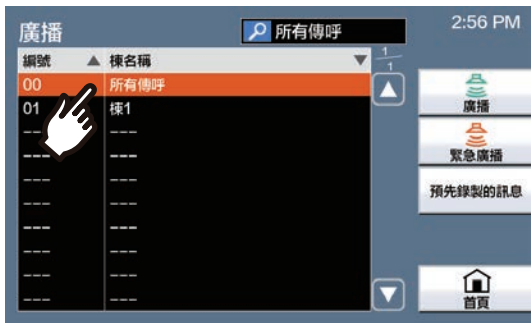 廣播
所有傳呼
2:56 PM
編號 ▲ 棟名稱 ▼
1/1
00 所有傳呼
01 棟1
--- ---
--- ---
--- ---
--- ---
--- ---
--- ---
--- ---
--- ---
廣播
緊急廣播
預先錄製的訊息
首頁